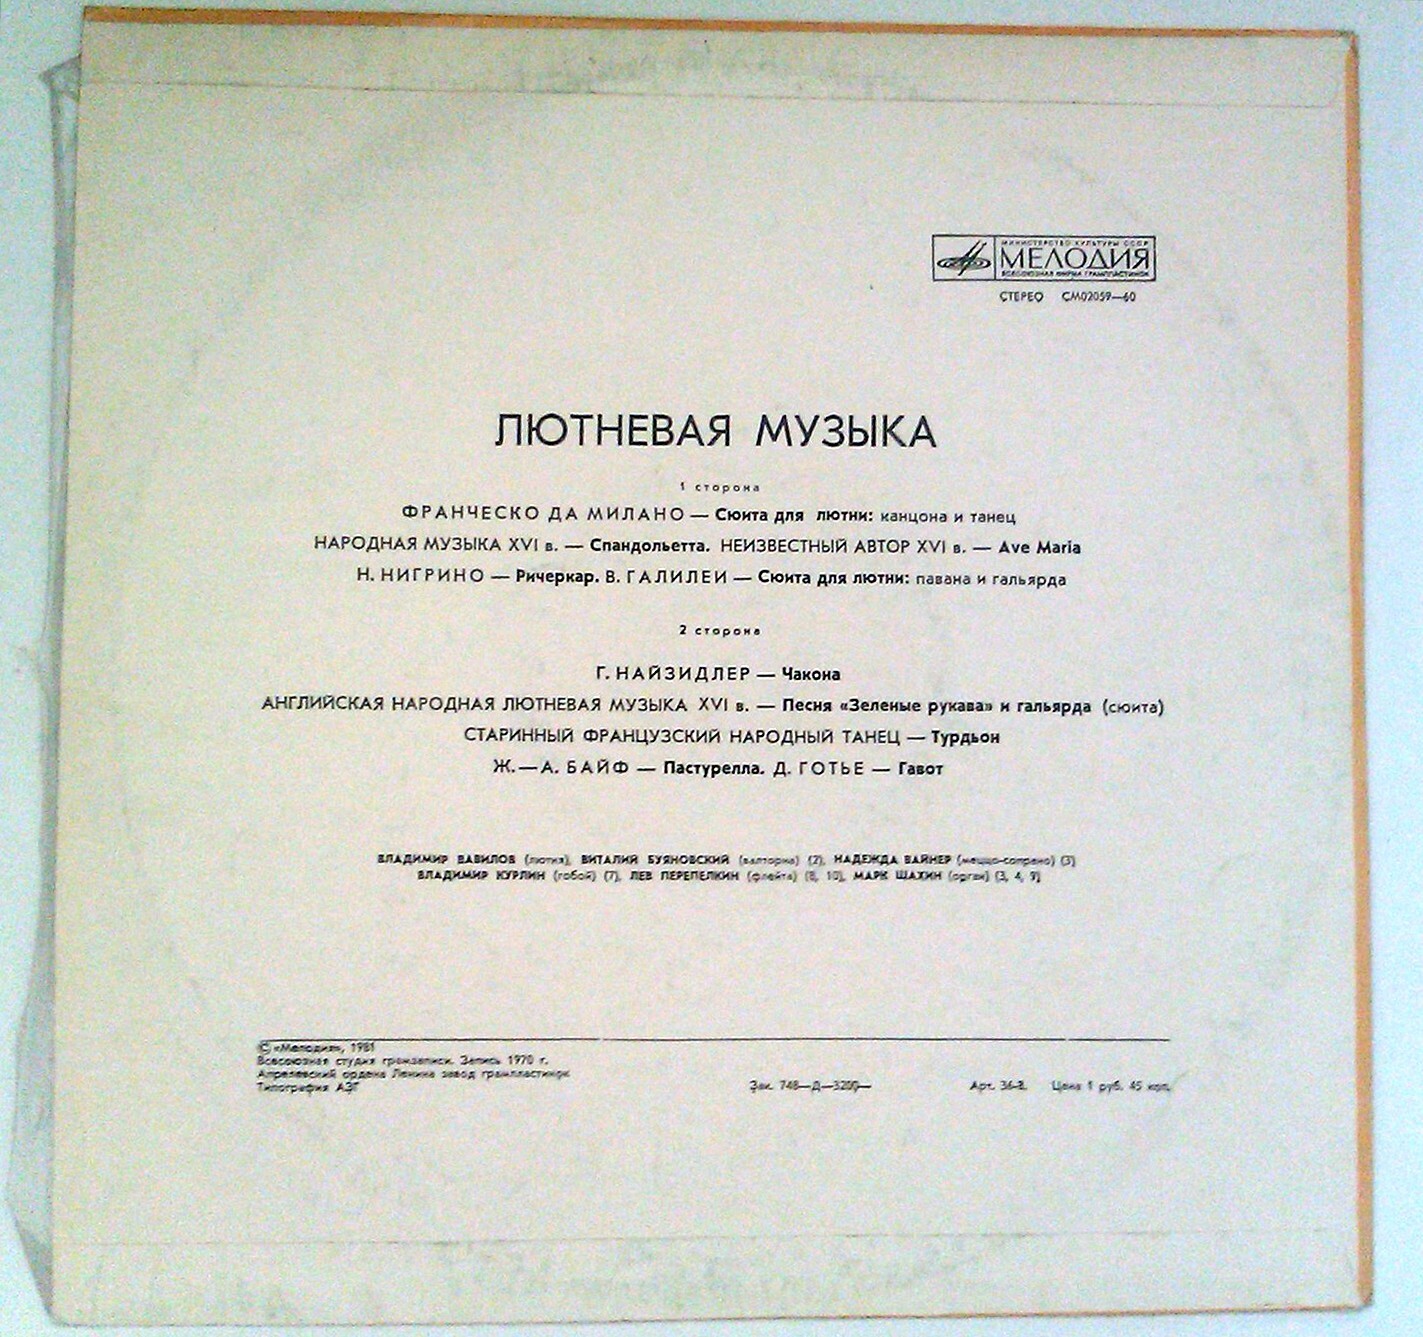 МИНИСТЕРСТВО КУЛЬТУРЫ СССР
МЕЛОДИЯ
ВСЕСОЮЗНАЯ ФИРМА ГРАМПЛАСТИНОК
СТЕРЕО СМ02059—60
ЛЮТНЕВАЯ МУЗЫКА
1 сторона
ФРАНЧЕСКО ДА МИЛАНО — Сюита для лютни: канцона и танец
НАРОДНАЯ МУЗЫКА XVI в. — Спандольетта. НЕИЗВЕСТНЫЙ АВТОР XVI в. — Ave Maria
Н. НИГРИНО — Ричеркар. В. ГАЛИЛЕИ — Сюита для лютни: павана и гальярда
2 сторона
Г. НАЙЗИДЛЕР — Чакона
АНГЛИЙСКАЯ НАРОДНАЯ ЛЮТНЕВАЯ МУЗЫКА XVI в. — Песня «Зеленые рукава» и гальярда (сюита)
СТАРИННЫЙ ФРАНЦУЗСКИЙ НАРОДНЫЙ ТАНЕЦ — Турдьон
Ж.—А. БАЙФ — Пастурелла. Д. ГОТЬЕ — Гавот
ВЛАДИМИР ВАВИЛОВ (лютня), ВИТАЛИЙ БУЯНОВСКИЙ (валторна) (2), НАДЕЖДА ВАЙНЕР (меццо-сопрано) (3)
ВЛАДИМИР КУРЛИН (гобой) (7), ЛЕВ ПЕРЕПЕЛКИН (флейта) (8, 10), МАРК ШАХИН (орган) (3, 4, 9)
© «Мелодия», 1981
Всесоюзная студия грамзаписи. Запись 1970 г.
Апрелевский ордена Ленина завод грампластинок
Типография АЗГ Зак. 748—Д—3200— Арт. 36-8. Цена 1 руб. 45 коп.